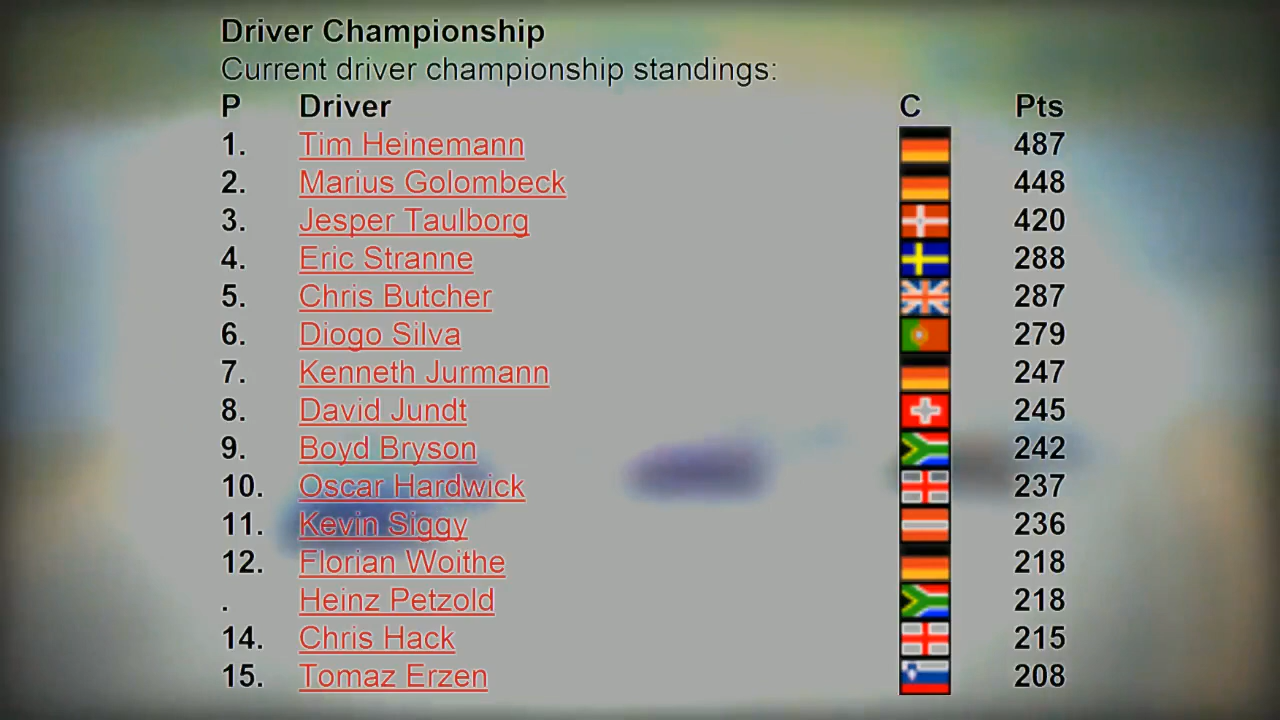 Driver Championship
Current driver championship standings:
P Driver C Pts
1. Tim Heinemann 487
2. Marius Golombeck 448
3. Jesper Taulborg 420
4. Eric Stranne 288
5. Chris Butcher 287
6. Diogo Silva 279
7. Kenneth Jurmann 247
8. David Jundt 245
9. Boyd Bryson 242
10. Oscar Hardwick 237
11. Kevin Siggy 236
12. Florian Woithe 218
. Heinz Petzold 218
14. Chris Hack 215
15. Tomaz Erzen 208